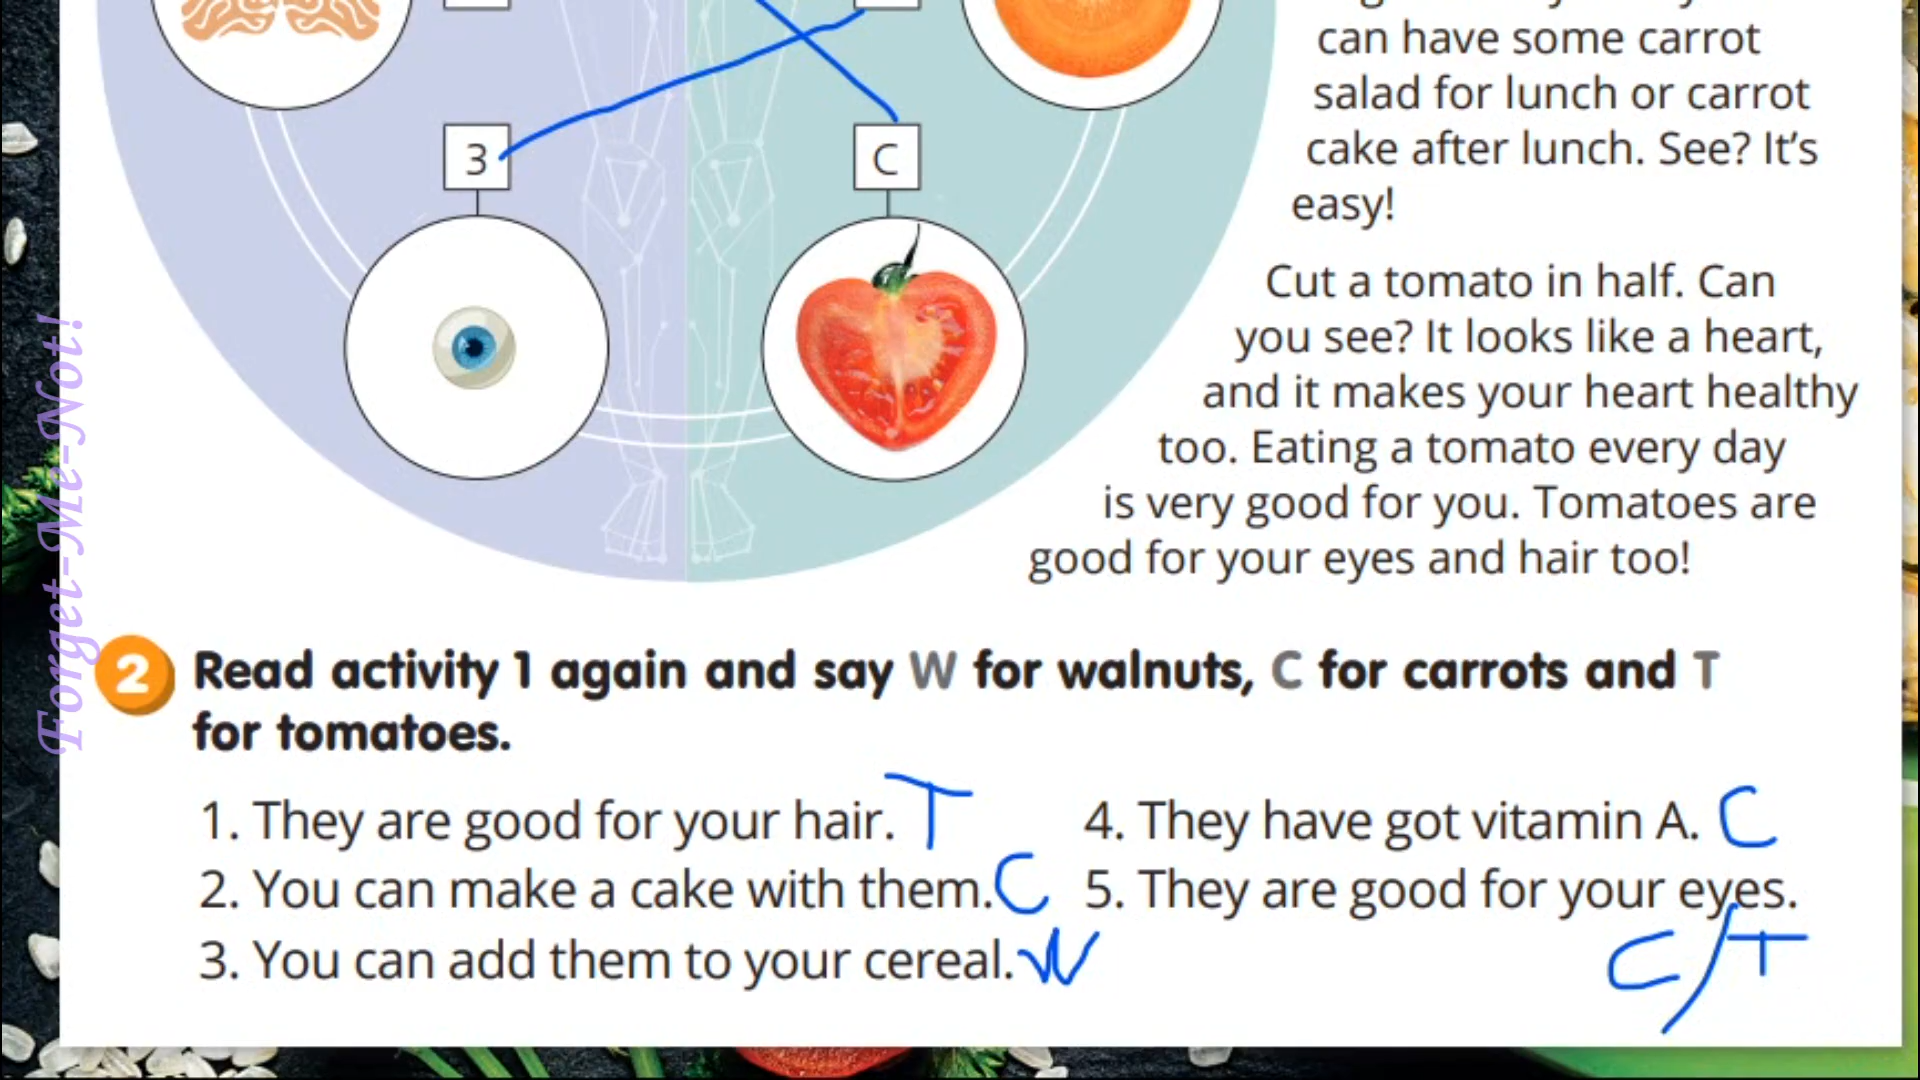 can have some carrot
salad for lunch or carrot
cake after lunch. See? It's
easy!
3
C
Cut a tomato in half. Can
you see? It looks like a heart,
and it makes your heart healthy
too. Eating a tomato every day
is very good for you. Tomatoes are
good for your eyes and hair too!
Forget-Me-Not!
2 Read activity 1 again and say W for walnuts, C for carrots and T
for tomatoes.
1. They are good for your hair. T
2. You can make a cake with them. C
3. You can add them to your cereal. W
4. They have got vitamin A. C
5. They are good for your eyes.
C/T